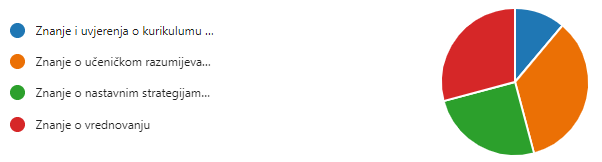 Znanje i uvjerenja o kurikulumu ...
Znanje o učeničkom razumijeva...
Znanje o nastavnim strategijam...
Znanje o vrednovanju